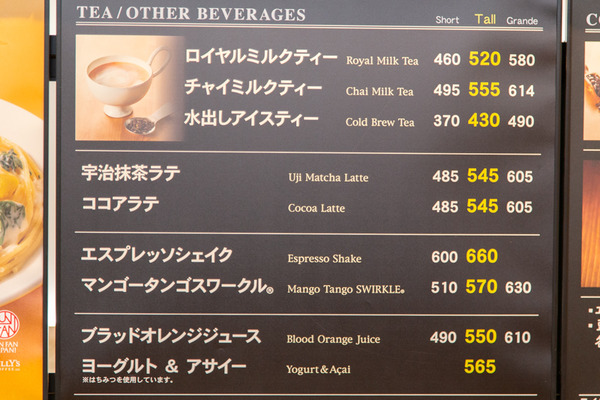 TEA / OTHER BEVERAGES Short Tall Grande
ロイヤルミルクティー Royal Milk Tea 460 520 580
チャイミルクティー Chai Milk Tea 495 555 614
水出しアイスティー Cold Brew Tea 370 430 490
宇治抹茶ラテ Uji Matcha Latte 485 545 605
ココアラテ Cocoa Latte 485 545 605
エスプレッソシェイク Espresso Shake 600 660
マンゴータンゴスワークル® Mango Tango SWIRKLE® 510 570 630
ブラッドオレンジジュース Blood Orange Juice 490 550 610
ヨーグルト & アサイー Yogurt & Açai 565
※はちみつを使用しています。